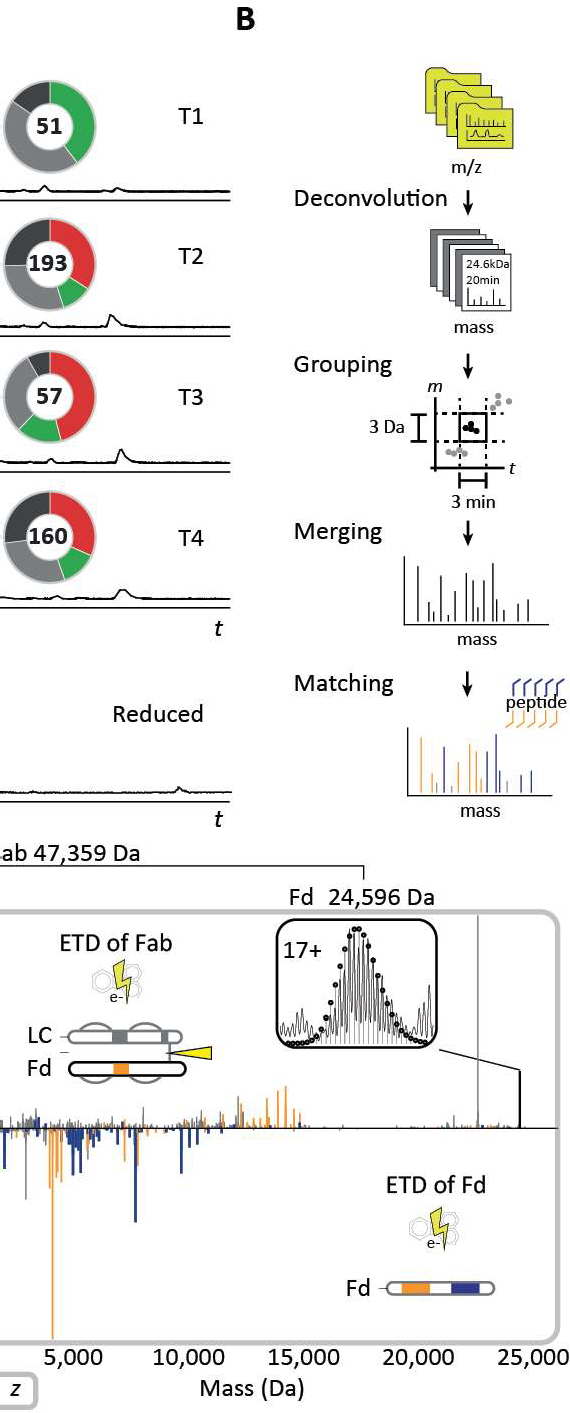 B
51
T1
193
T2
57
T3
160
T4
t
Reduced
t
m/z
Deconvolution
24.6kDa
20min
mass
Grouping
m
3 Da
t
3 min
Merging
mass
Matching
peptide
mass
ab 47,359 Da
Fd 24,596 Da
ETD of Fab
e-
LC
Fd
17+
ETD of Fd
e-
Fd
5,000 10,000 15,000 20,000 25,000
z
Mass (Da)